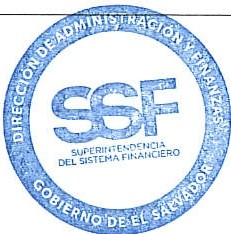 DIRECCIÓN DE ADMINISTRACIÓN Y FINANZAS
SSF
SUPERINTENDENCIA
DEL SISTEMA FINANCIERO
GOBIERNO DE EL SALVADOR